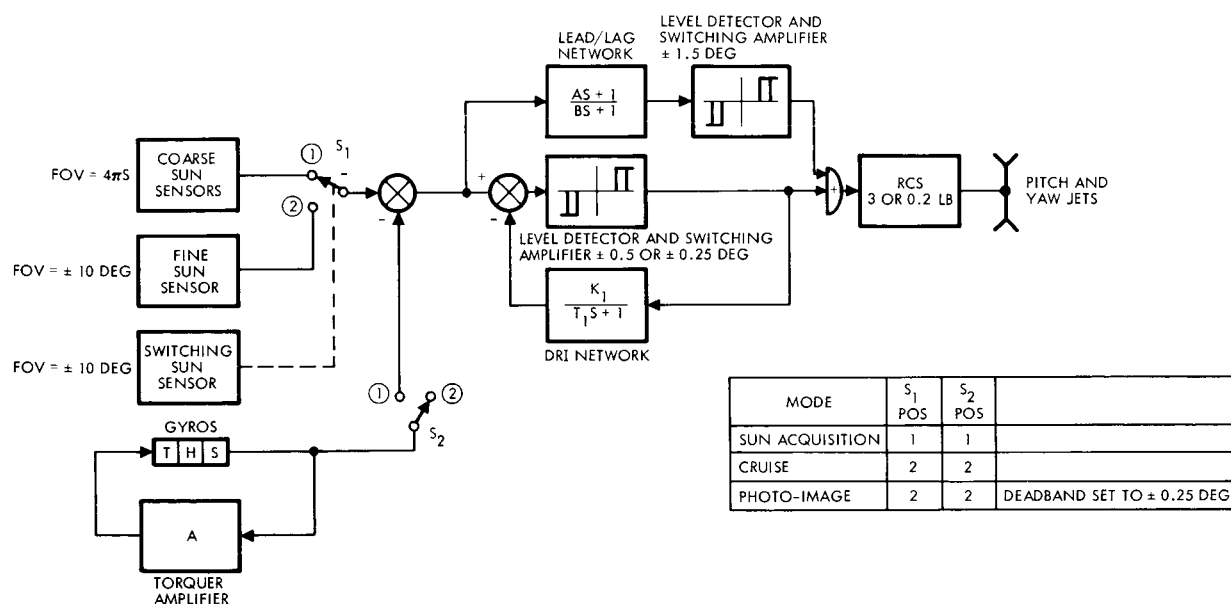 LEVEL DETECTOR AND
SWITCHING AMPLIFIER
± 1.5 DEG
LEAD/LAG
NETWORK
AS + 1
BS + 1
FOV = 4πS
COARSE
SUN
SENSORS
①
S1
-
②
-
+
-
LEVEL DETECTOR AND SWITCHING
AMPLIFIER ± 0.5 OR ± 0.25 DEG
+
RCS
3 OR 0.2 LB
PITCH AND
YAW JETS
FOV = ± 10 DEG
FINE
SUN
SENSOR
K1
T1S + 1
DRI NETWORK
FOV = ± 10 DEG
SWITCHING
SUN
SENSOR
①
②
S2
GYROS
T H S
A
TORQUER
AMPLIFIER
MODE S1 POS S2 POS
SUN ACQUISITION 1 1
CRUISE 2 2
PHOTO-IMAGE 2 2 DEADBAND SET TO ± 0.25 DEG